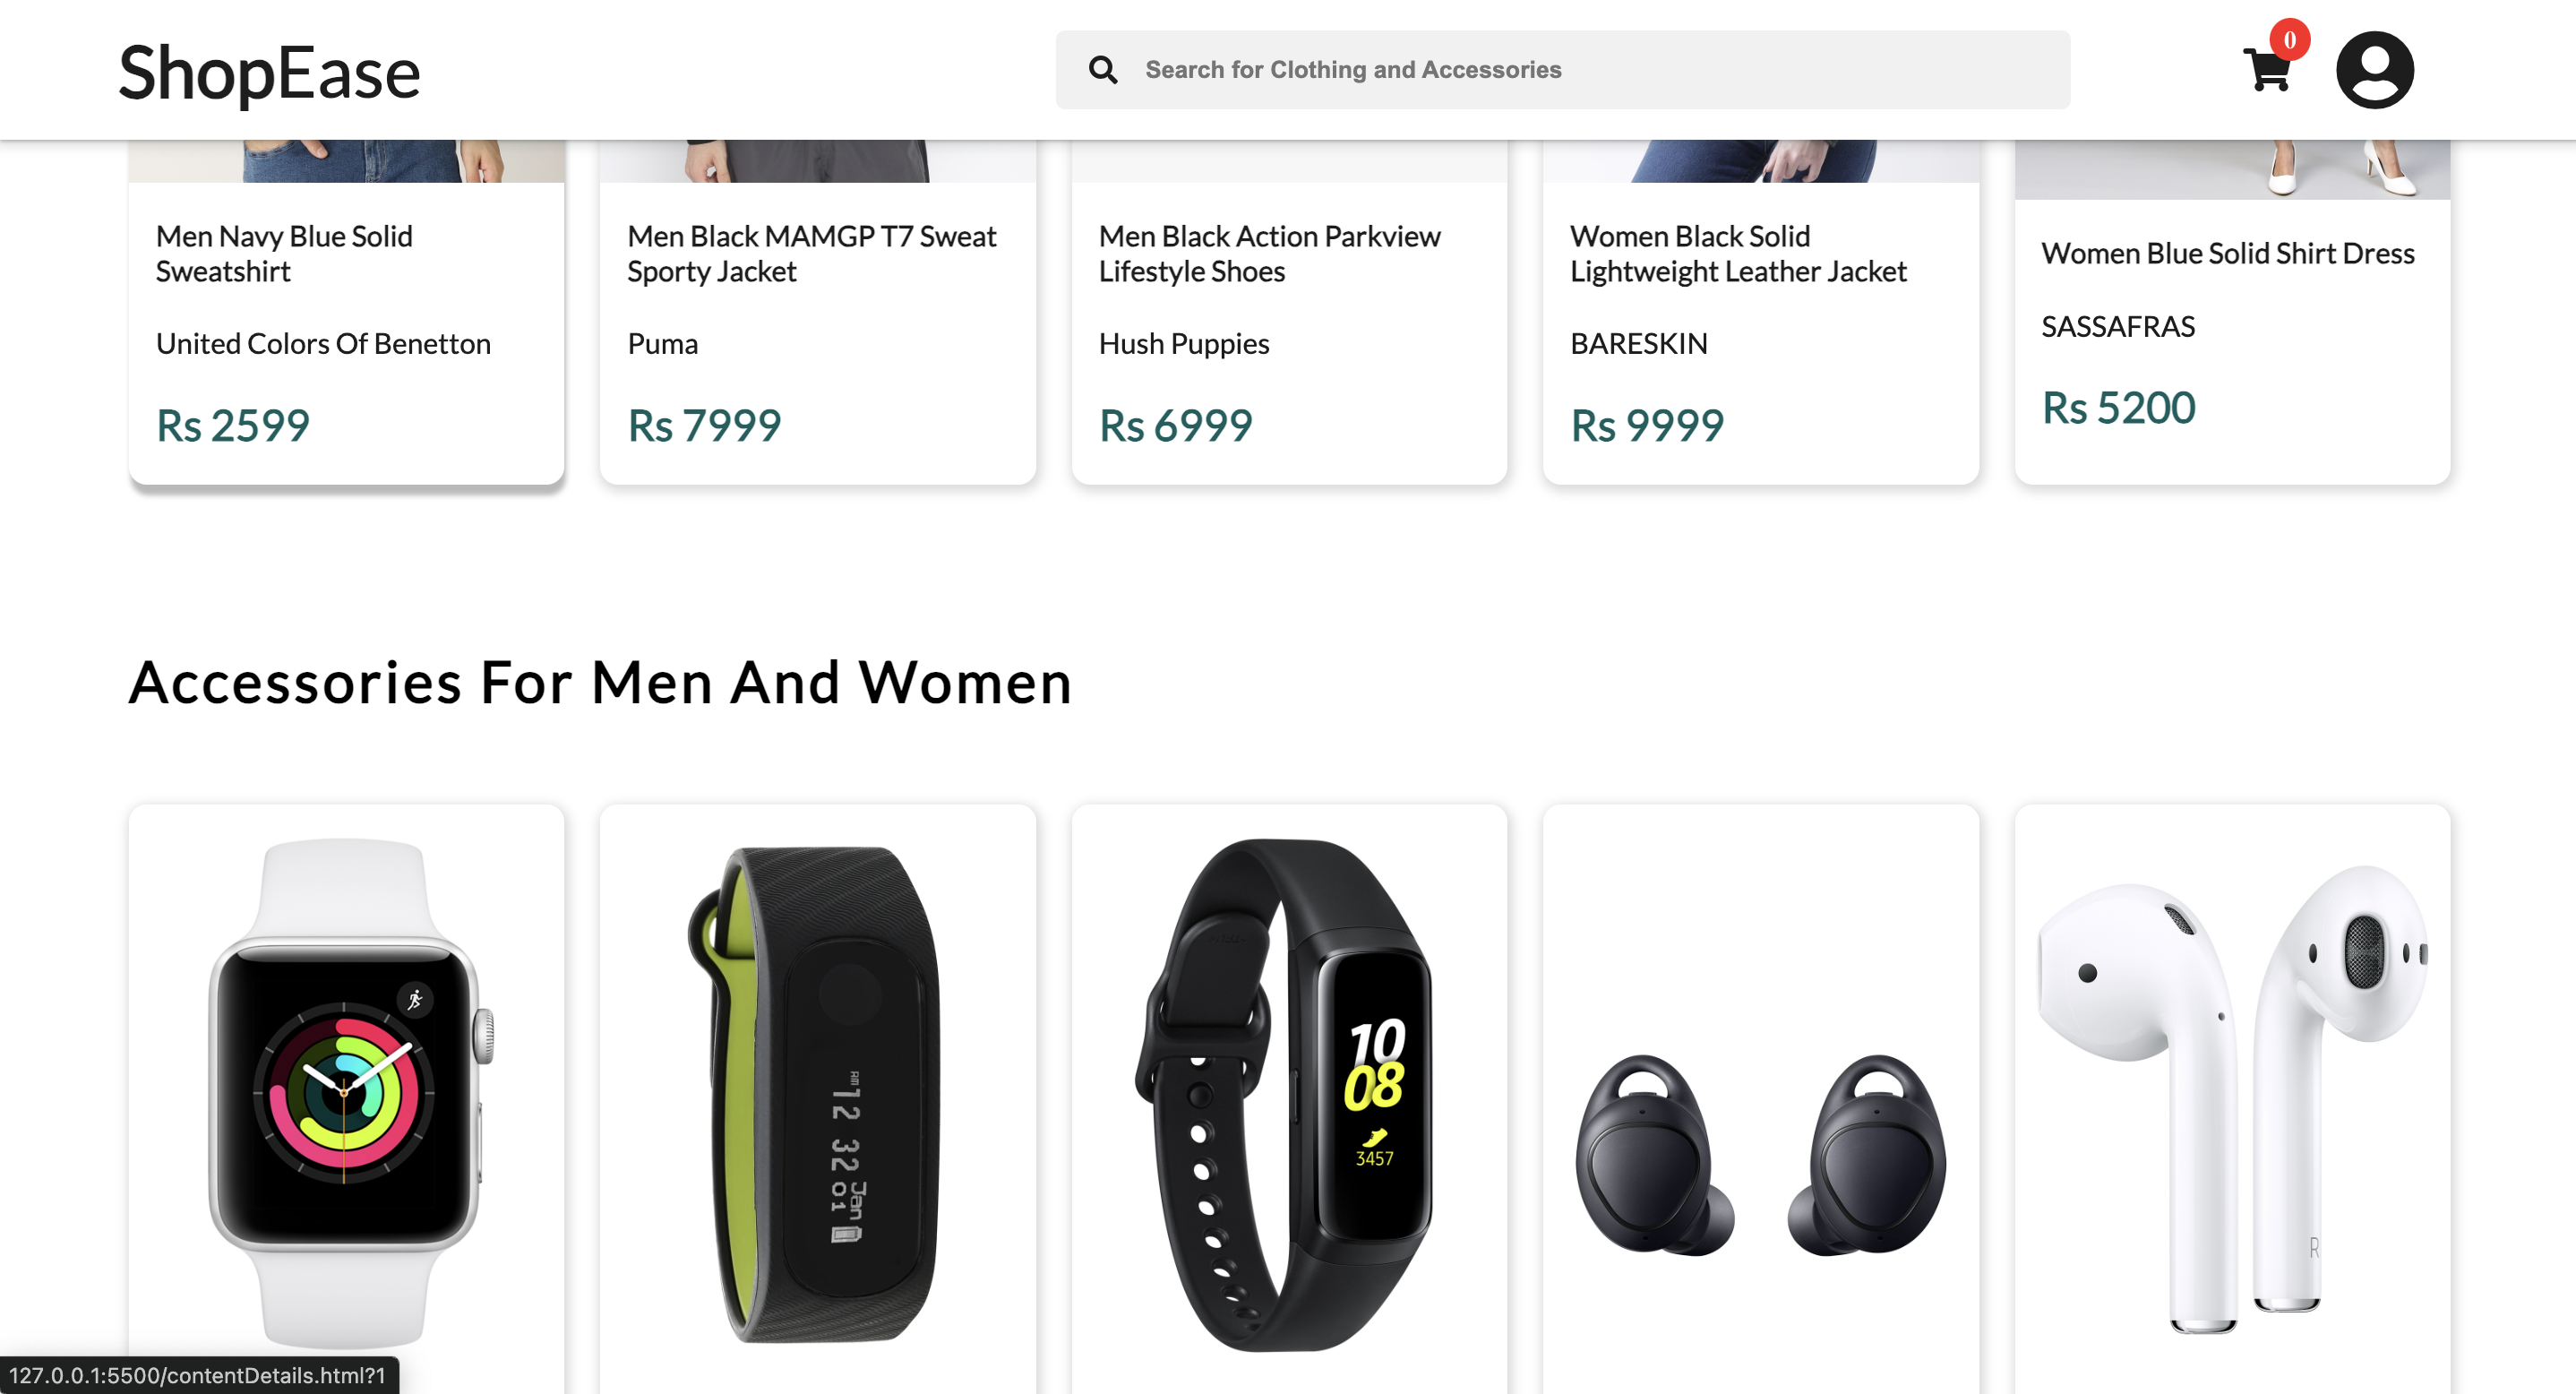 ShopEase
Search for Clothing and Accessories
0
Men Navy Blue Solid
Sweatshirt
United Colors Of Benetton
Rs 2599
Men Black MAMGP T7 Sweat
Sporty Jacket
Puma
Rs 7999
Men Black Action Parkview
Lifestyle Shoes
Hush Puppies
Rs 6999
Women Black Solid
Lightweight Leather Jacket
BARESKIN
Rs 9999
Women Blue Solid Shirt Dress
SASSAFRAS
Rs 5200
Accessories For Men And Women
AM
12 32
Jan
01
10
08
3457
R
127.0.0.1:5500/contentDetails.html?1